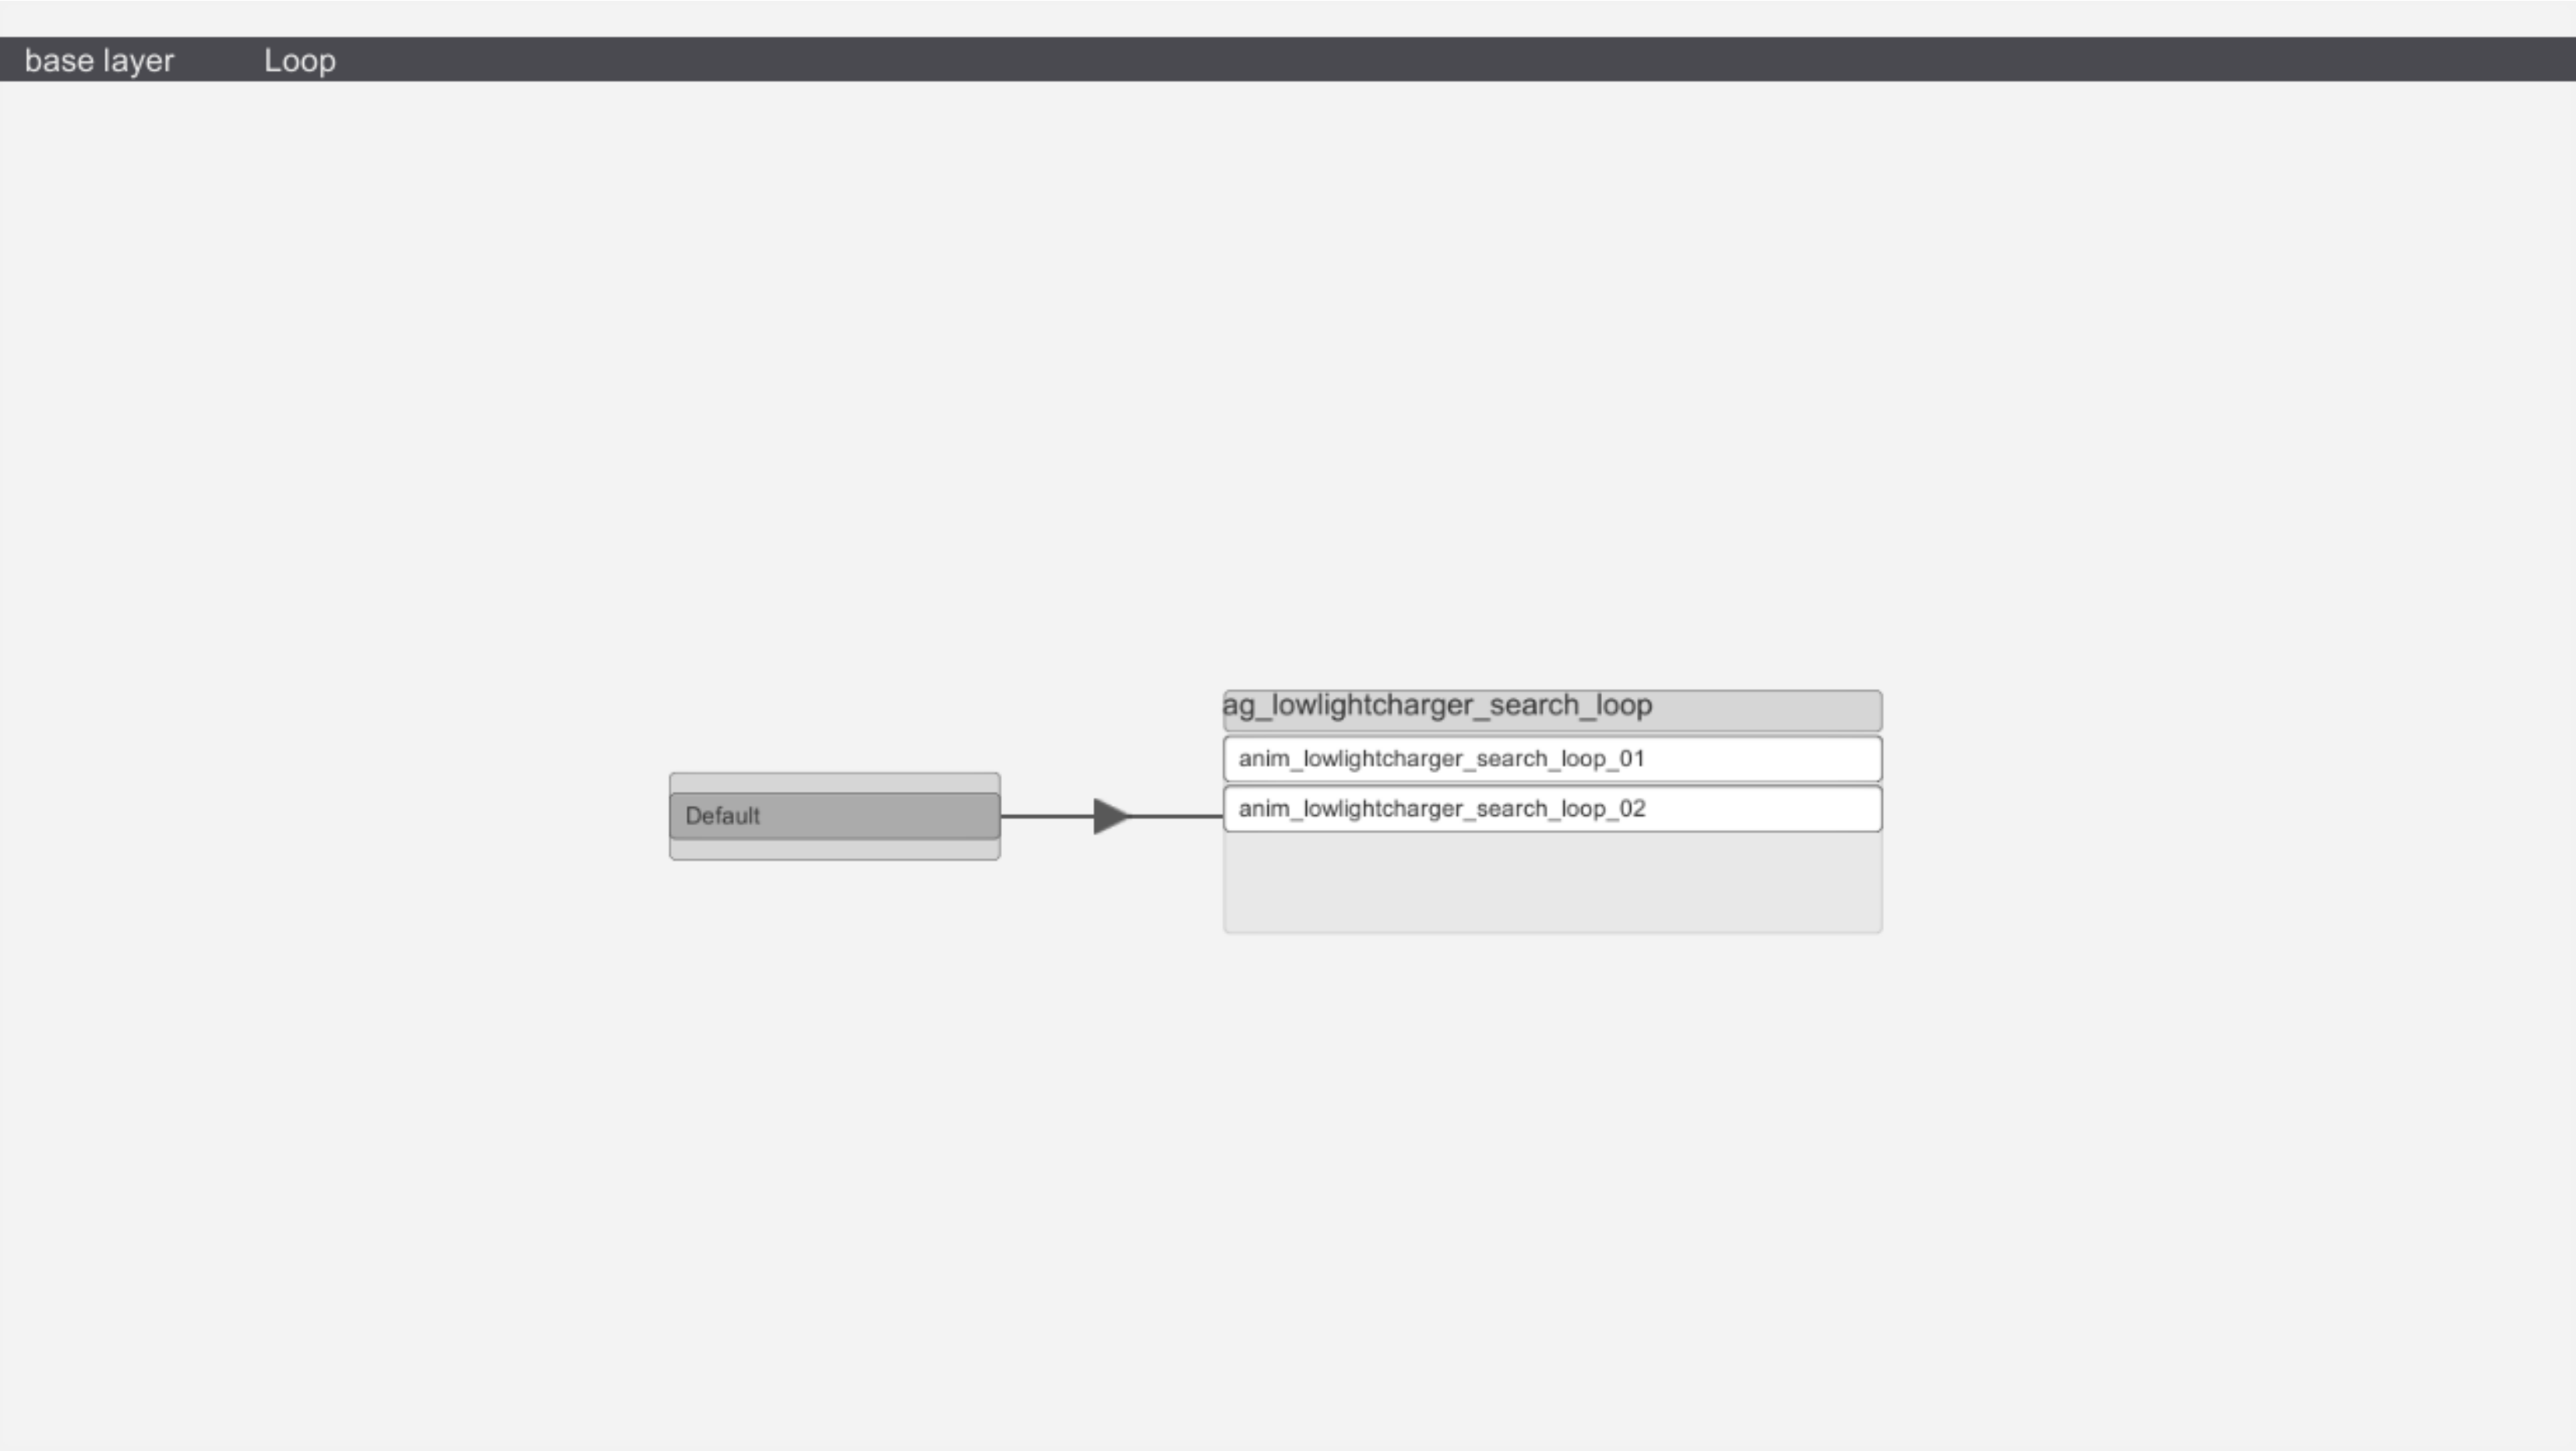 base layer Loop
ag_lowlightcharger_search_loop
anim_lowlightcharger_search_loop_01
Default
anim_lowlightcharger_search_loop_02